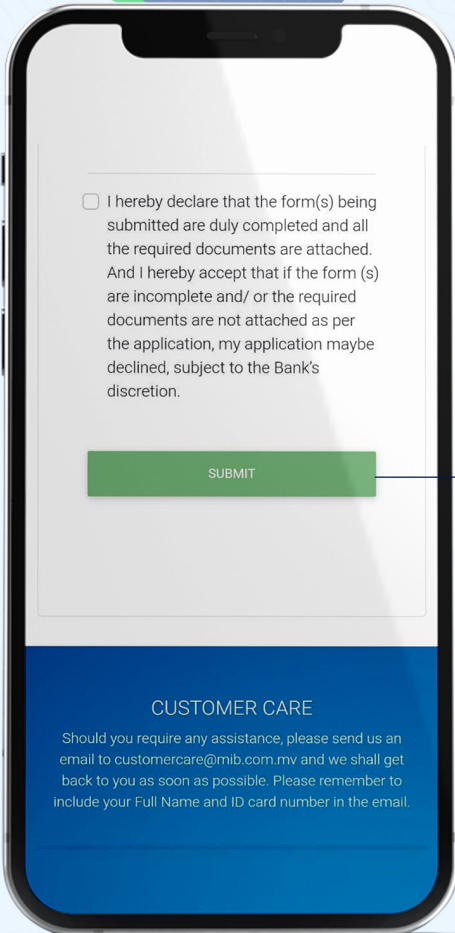 I hereby declare that the form(s) being
submitted are duly completed and all
the required documents are attached.
And I hereby accept that if the form (s)
are incomplete and/ or the required
documents are not attached as per
the application, my application maybe
declined, subject to the Bank's
discretion.
SUBMIT
CUSTOMER CARE
Should you require any assistance, please send us an
email to customercare@mib.com.mv and we shall get
back to you as soon as possible. Please remember to
include your Full Name and ID card number in the email.